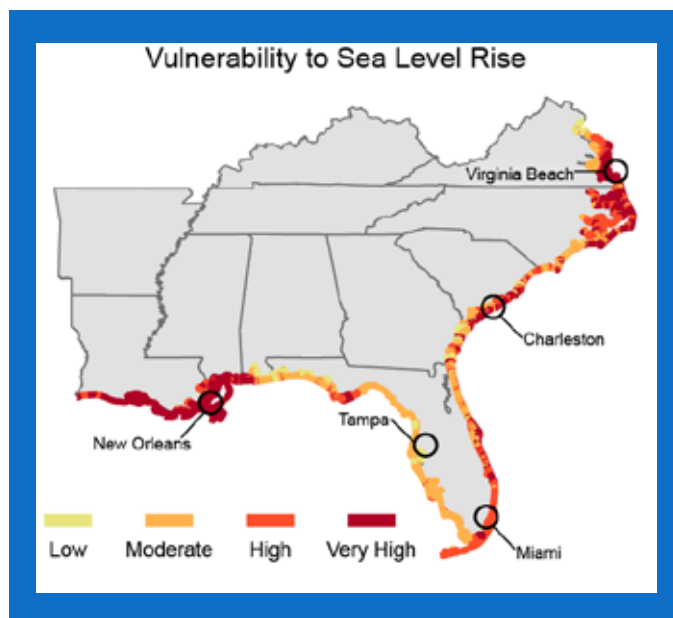 Vulnerability to Sea Level Rise
Virginia Beach
Charleston
Tampa
New Orleans
Miami
Low Moderate High Very High